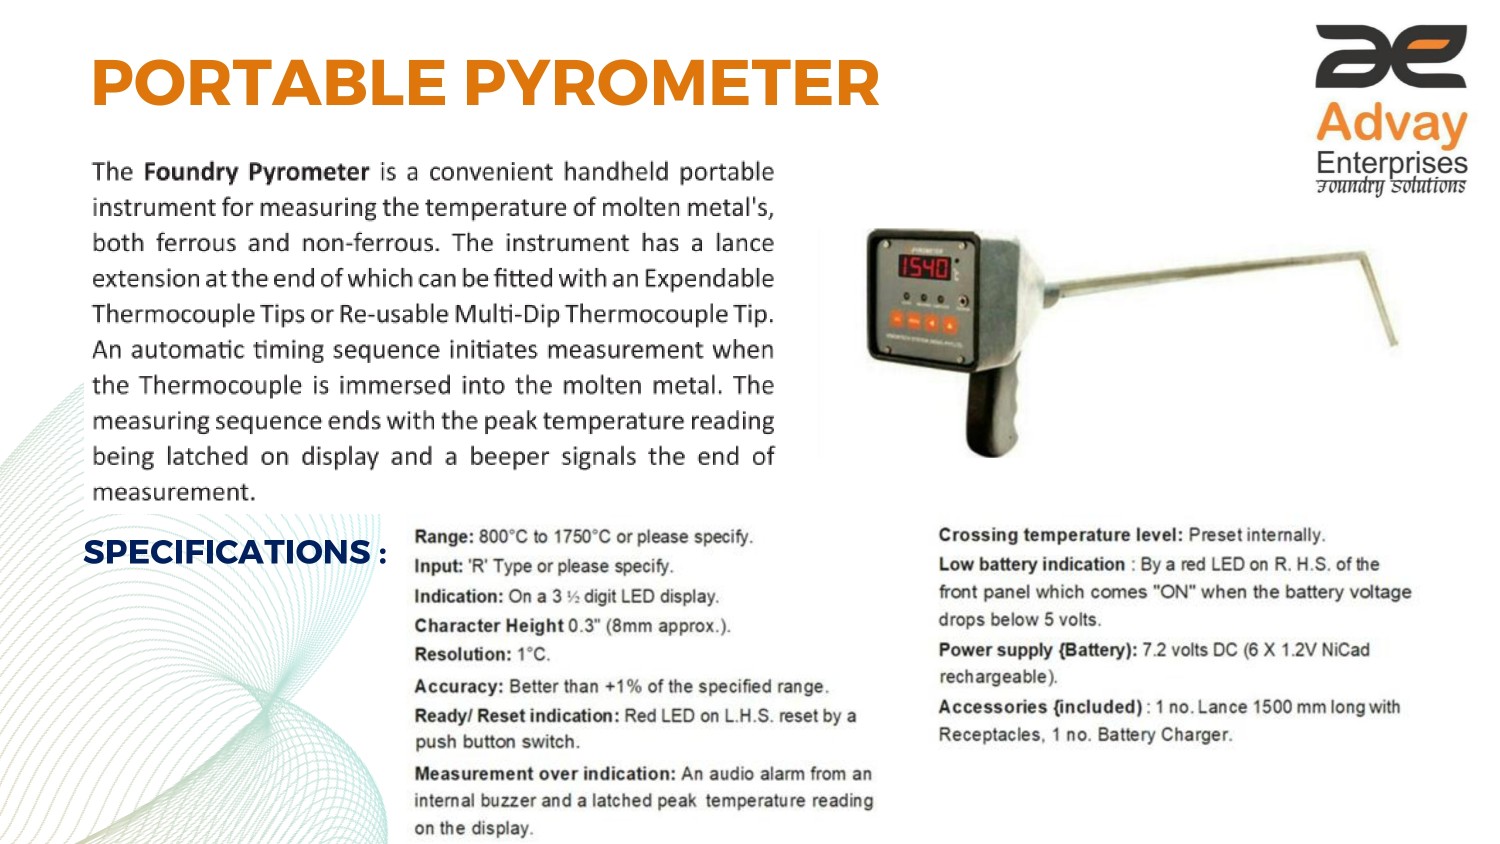 PORTABLE PYROMETER
Advay
Enterprises
Foundry Solutions
The Foundry Pyrometer is a convenient handheld portable
instrument for measuring the temperature of molten metal's,
both ferrous and non-ferrous. The instrument has a lance
extension at the end of which can be fitted with an Expendable
Thermocouple Tips or Re-usable Multi-Dip Thermocouple Tip.
An automatic timing sequence initiates measurement when
the Thermocouple is immersed into the molten metal. The
measuring sequence ends with the peak temperature reading
being latched on display and a beeper signals the end of
measurement.
PYROMETER
1540
SPECIFICATIONS :
Range: 800°C to 1750°C or please specify.
Input: 'R' Type or please specify.
Indication: On a 3 ½ digit LED display.
Character Height 0.3" (8mm approx.).
Resolution: 1°C.
Accuracy: Better than +1% of the specified range.
Ready/ Reset indication: Red LED on L.H.S. reset by a
push button switch.
Measurement over indication: An audio alarm from an
internal buzzer and a latched peak temperature reading
on the display.
Crossing temperature level: Preset internally.
Low battery indication : By a red LED on R. H.S. of the
front panel which comes "ON" when the battery voltage
drops below 5 volts.
Power supply {Battery): 7.2 volts DC (6 X 1.2V NiCad
rechargeable).
Accessories {included) : 1 no. Lance 1500 mm long with
Receptacles, 1 no. Battery Charger.